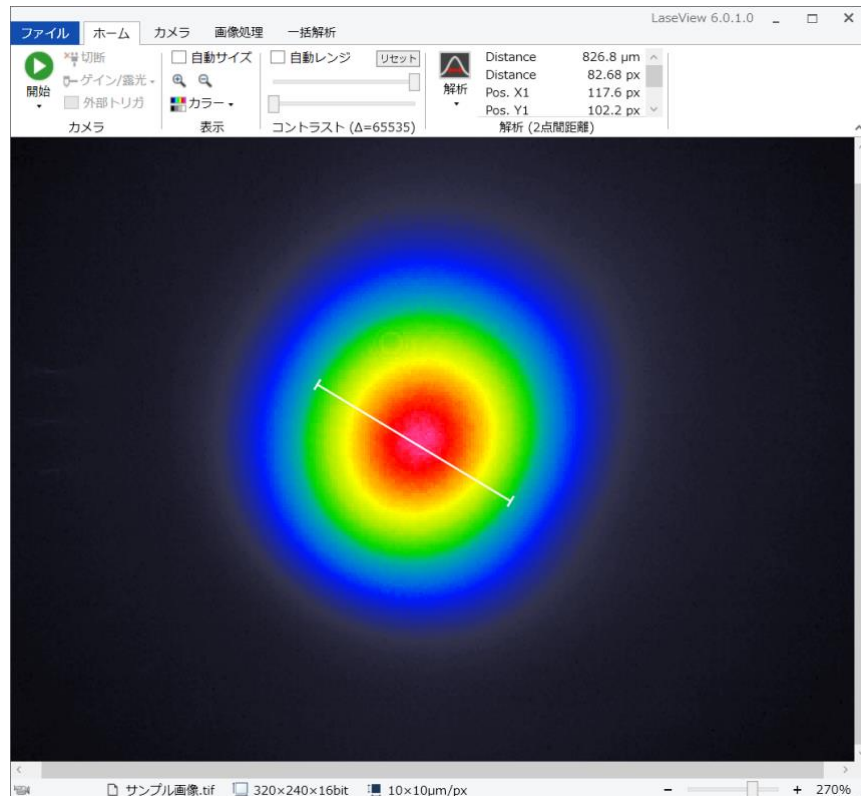 LaseView 6.0.1.0
ファイル ホーム カメラ 画像処理 一括解析
開始
切断
ゲイン/露光
外部トリガ
カメラ
自動サイズ
カラー
表示
自動レンジ リセット
コントラスト (Δ=65535)
解析
Distance 826.8 µm
Distance 82.68 px
Pos. X1 117.6 px
Pos. Y1 102.2 px
解析 (2点間距離)
サンプル画像.tif 320×240×16bit 10×10µm/px - + 270%